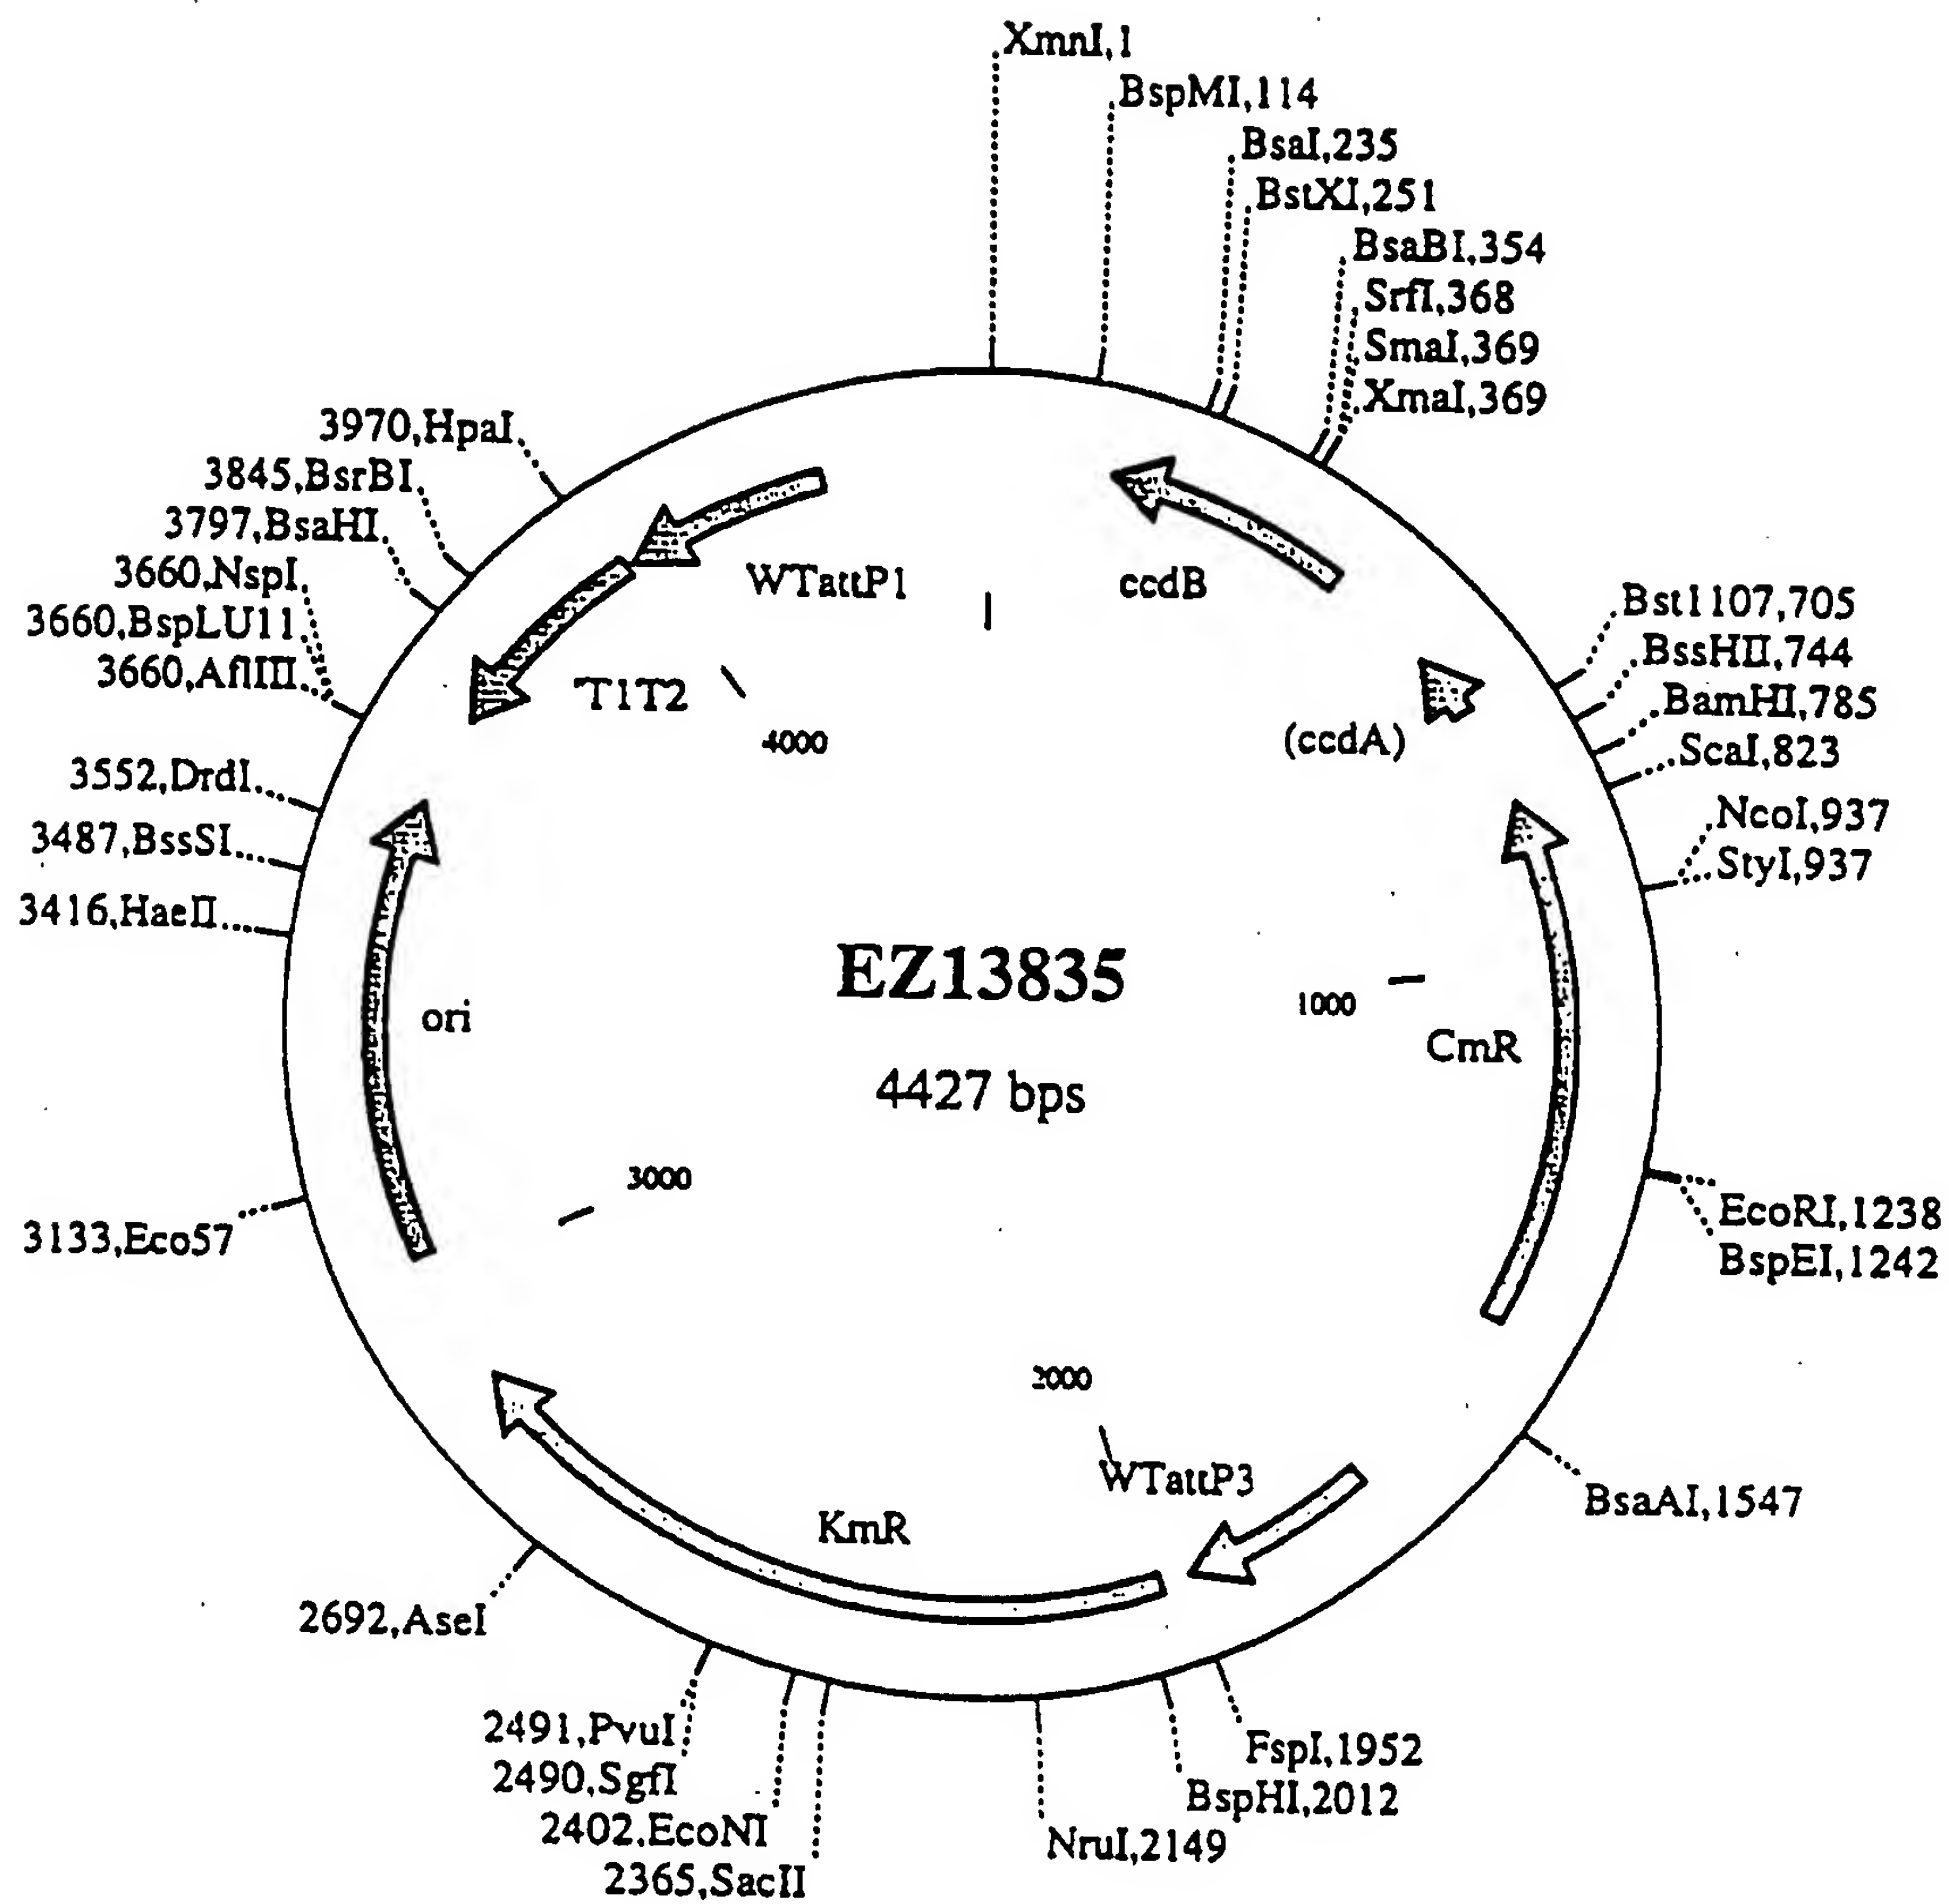 XmnI,1
BspMI,114
BsaI,235
BstXI,251
BsaBI,354
SrfI,368
SmaI,369
XmaI,369
3970,HpaI
3845,BsrBI
3797,BsaHI
3660,NspI
3660,BspLU11
3660,AflIII
3552,DrdI
3487,BssSI
3416,HaeII
3133,Eco57
WTattP1
ccdB
T1T2
4000
(ccdA)
Bst1107,705
BssHII,744
BamHI,785
ScaI,823
NcoI,937
StyI,937
EZ13835
4427 bps
1000
CmR
ori
3000
EcoRI,1238
BspEI,1242
2000
WTattP3
KmR
BsaAI,1547
2692,AseI
2491,PvuI
2490,SgfI
2402,EcoNI
2365,SacII
FspI,1952
BspHI,2012
NruI,2149